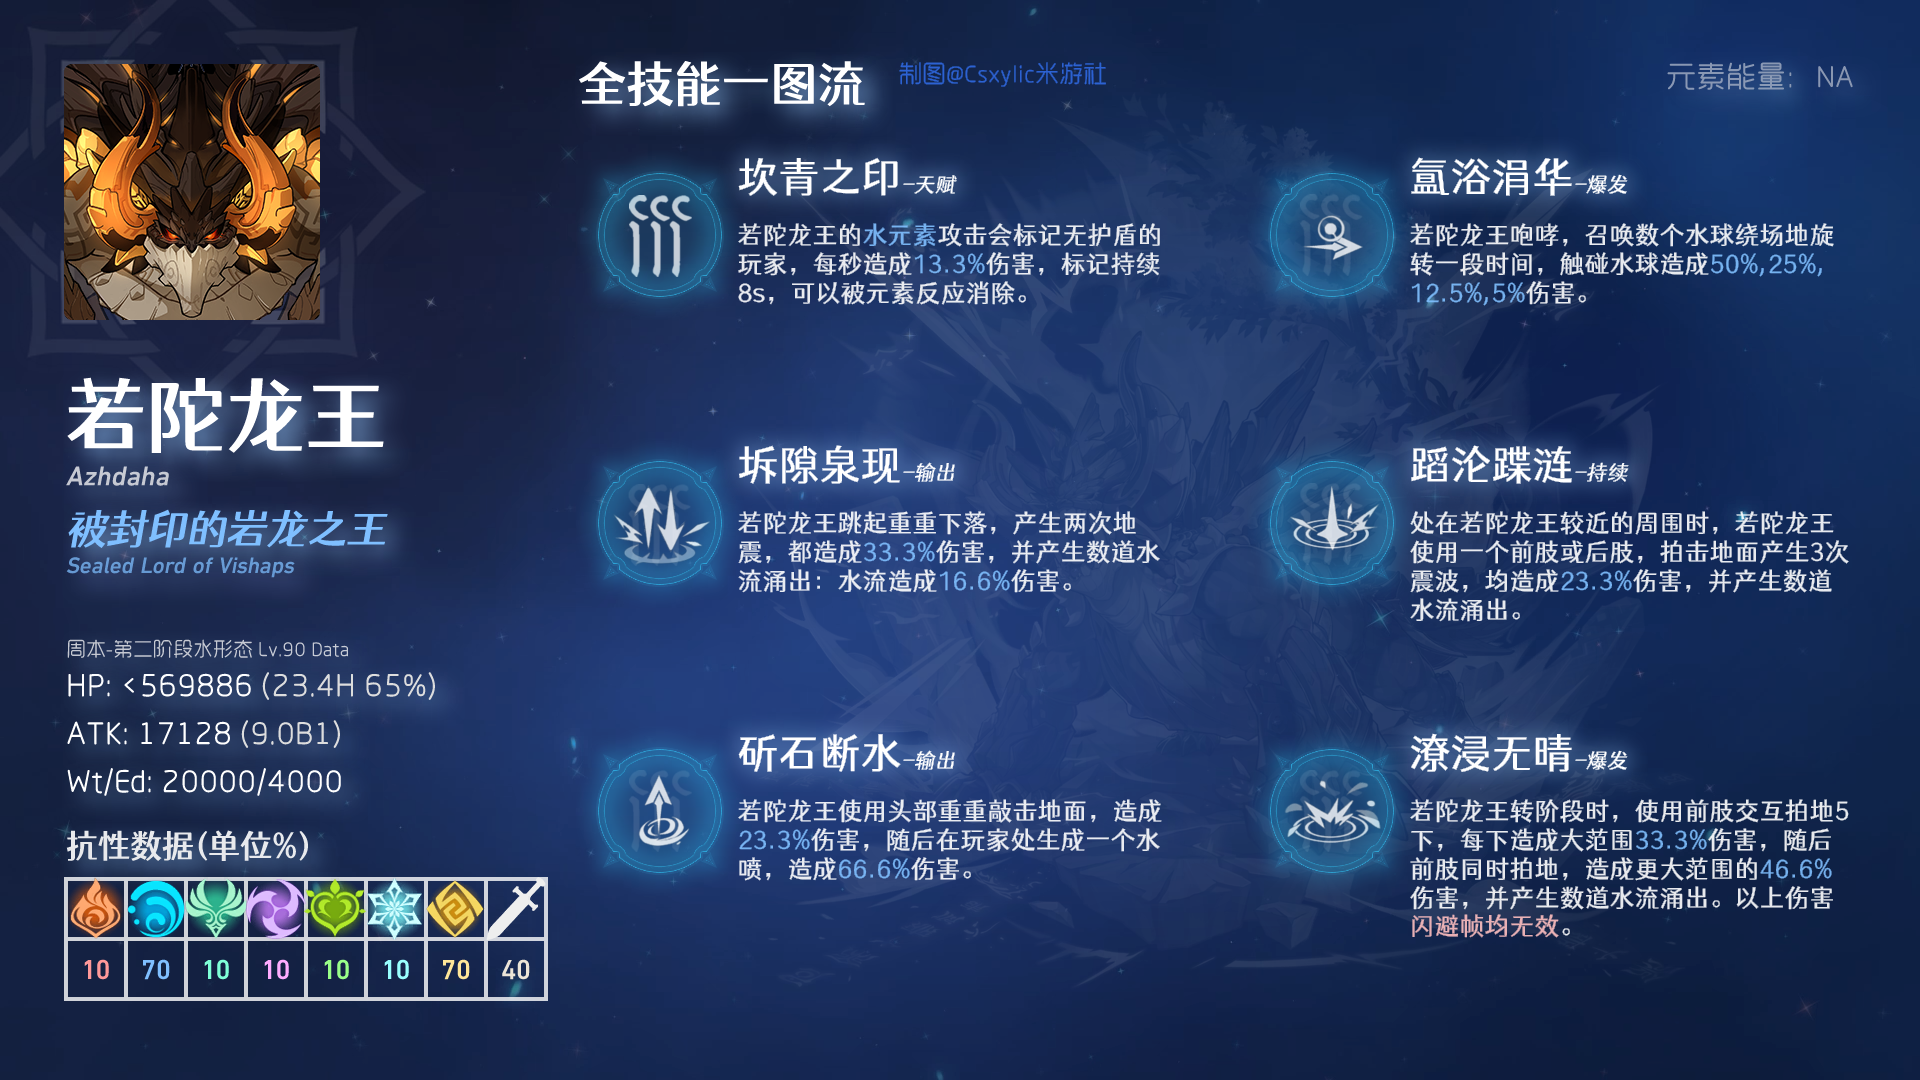 全技能一图流
制图@Csxylic米游社
元素能量: NA
若陀龙王
Azhdaha
被封印的岩龙之王
Sealed Lord of Vishaps
周本-第二阶段水形态 Lv.90 Data
HP: <569886 (23.4H 65%)
ATK: 17128 (9.0B1)
Wt/Ed: 20000/4000
抗性数据(单位%)
10 70 10 10 10 10 70 40
坎青之印-天赋
若陀龙王的水元素攻击会标记无护盾的
玩家，每秒造成13.3%伤害，标记持续
8s，可以被元素反应消除。
氲浴涓华-爆发
若陀龙王咆哮，召唤数个水球绕场地旋
转一段时间，触碰水球造成50%,25%,
12.5%,5%伤害。
坼隙泉现-输出
若陀龙王跳起重重下落，产生两次地
震，都造成33.3%伤害，并产生数道水
流涌出：水流造成16.6%伤害。
蹈沦蹀涟-持续
处在若陀龙王较近的周围时，若陀龙王
使用一个前肢或后肢，拍击地面产生3次
震波，均造成23.3%伤害，并产生数道
水流涌出。
斫石断水-输出
若陀龙王使用头部重重敲击地面，造成
23.3%伤害，随后在玩家处生成一个水
喷，造成66.6%伤害。
潦浸无晴-爆发
若陀龙王转阶段时，使用前肢交互拍地5
下，每下造成大范围33.3%伤害，随后
前肢同时拍地，造成更大范围的46.6%
伤害，并产生数道水流涌出。以上伤害
闪避帧均无效。